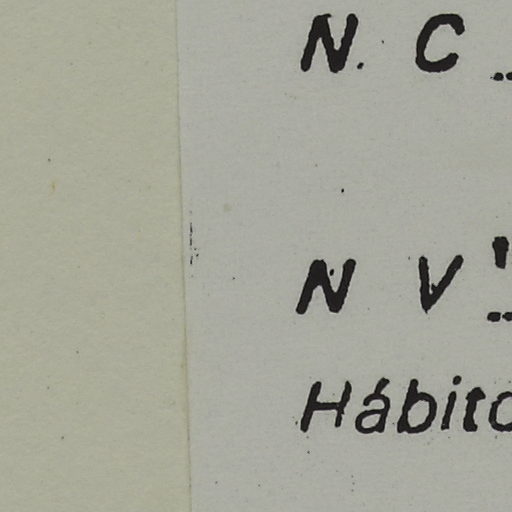 N. C ..
N V "..
Hábito